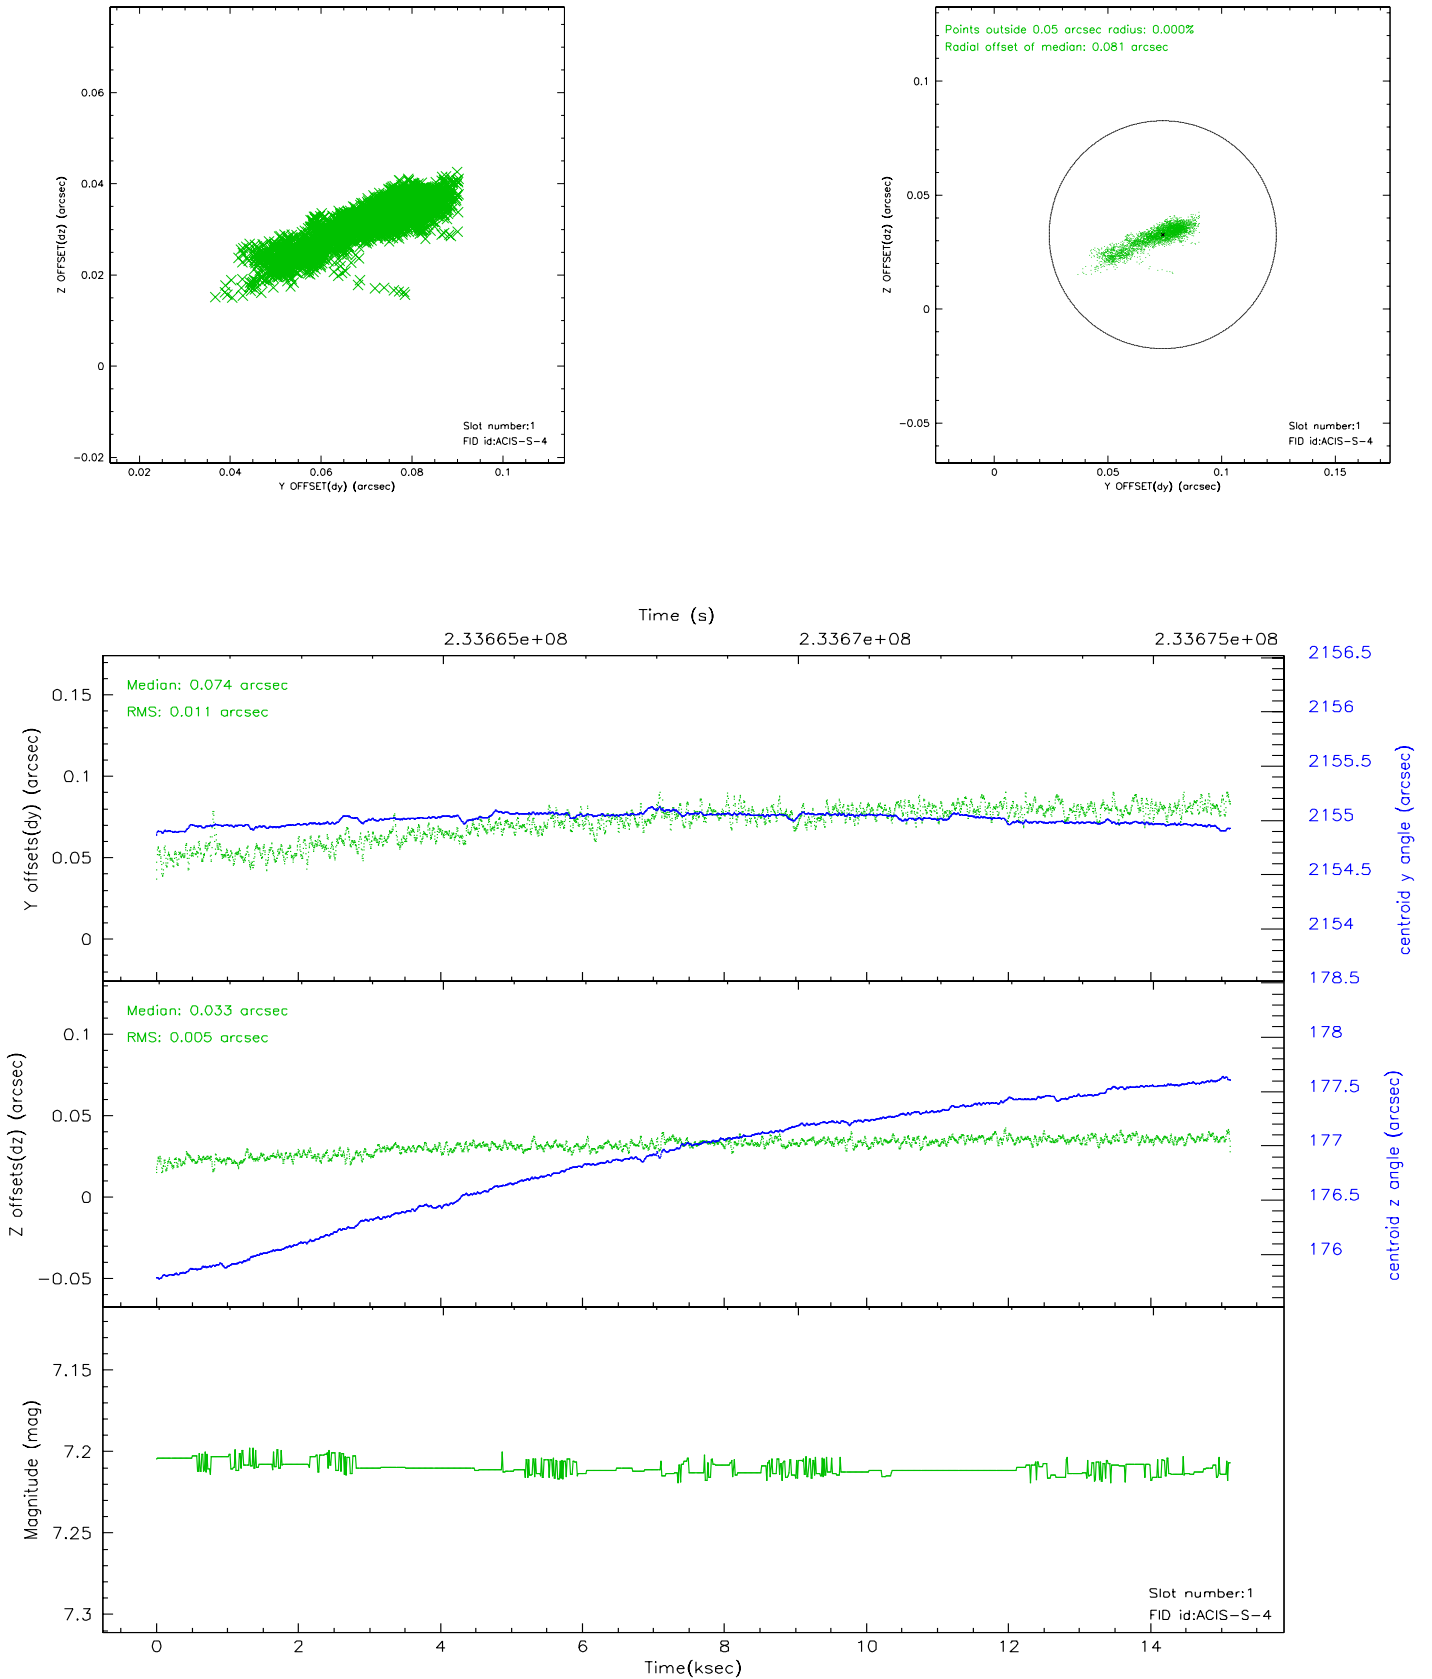 0.06
0.04
0.02
0
−0.02
Z OFFSET(dz) (arcsec)
0.02 0.04 0.06 0.08 0.1
Y OFFSET(dy) (arcsec)
Slot number:1
FID id:ACIS−S−4
Points outside 0.05 arcsec radius: 0.000%
Radial offset of median: 0.081 arcsec
0.1
0.05
0
−0.05
Z OFFSET(dz) (arcsec)
0 0.05 0.1 0.15
Y OFFSET(dy) (arcsec)
Slot number:1
FID id:ACIS−S−4
Time (s)
2.33665e+08 2.3367e+08 2.33675e+08
Median: 0.074 arcsec
RMS: 0.011 arcsec
0.15
0.1
0.05
0
Y offsets(dy) (arcsec)
2156.5
2156
2155.5
2155
2154.5
2154
centroid y angle (arcsec)
Median: 0.033 arcsec
RMS: 0.005 arcsec
0.1
0.05
0
−0.05
Z offsets(dz) (arcsec)
178.5
178
177.5
177
176.5
176
centroid z angle (arcsec)
7.15
7.2
7.25
7.3
Magnitude (mag)
Slot number:1
FID id:ACIS−S−4
0 2 4 6 8 10 12 14
Time(ksec)